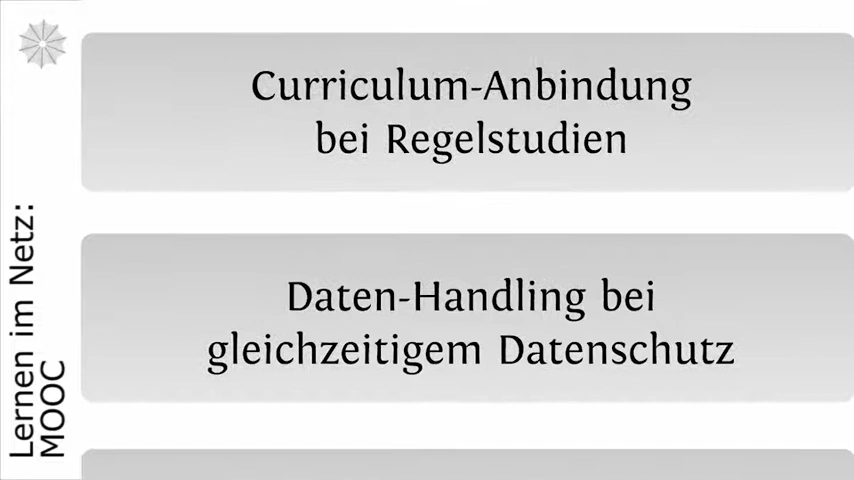 Curriculum-Anbindung
bei Regelstudien
Daten-Handling bei
gleichzeitigem Datenschutz
Lernen im Netz:
MOOC